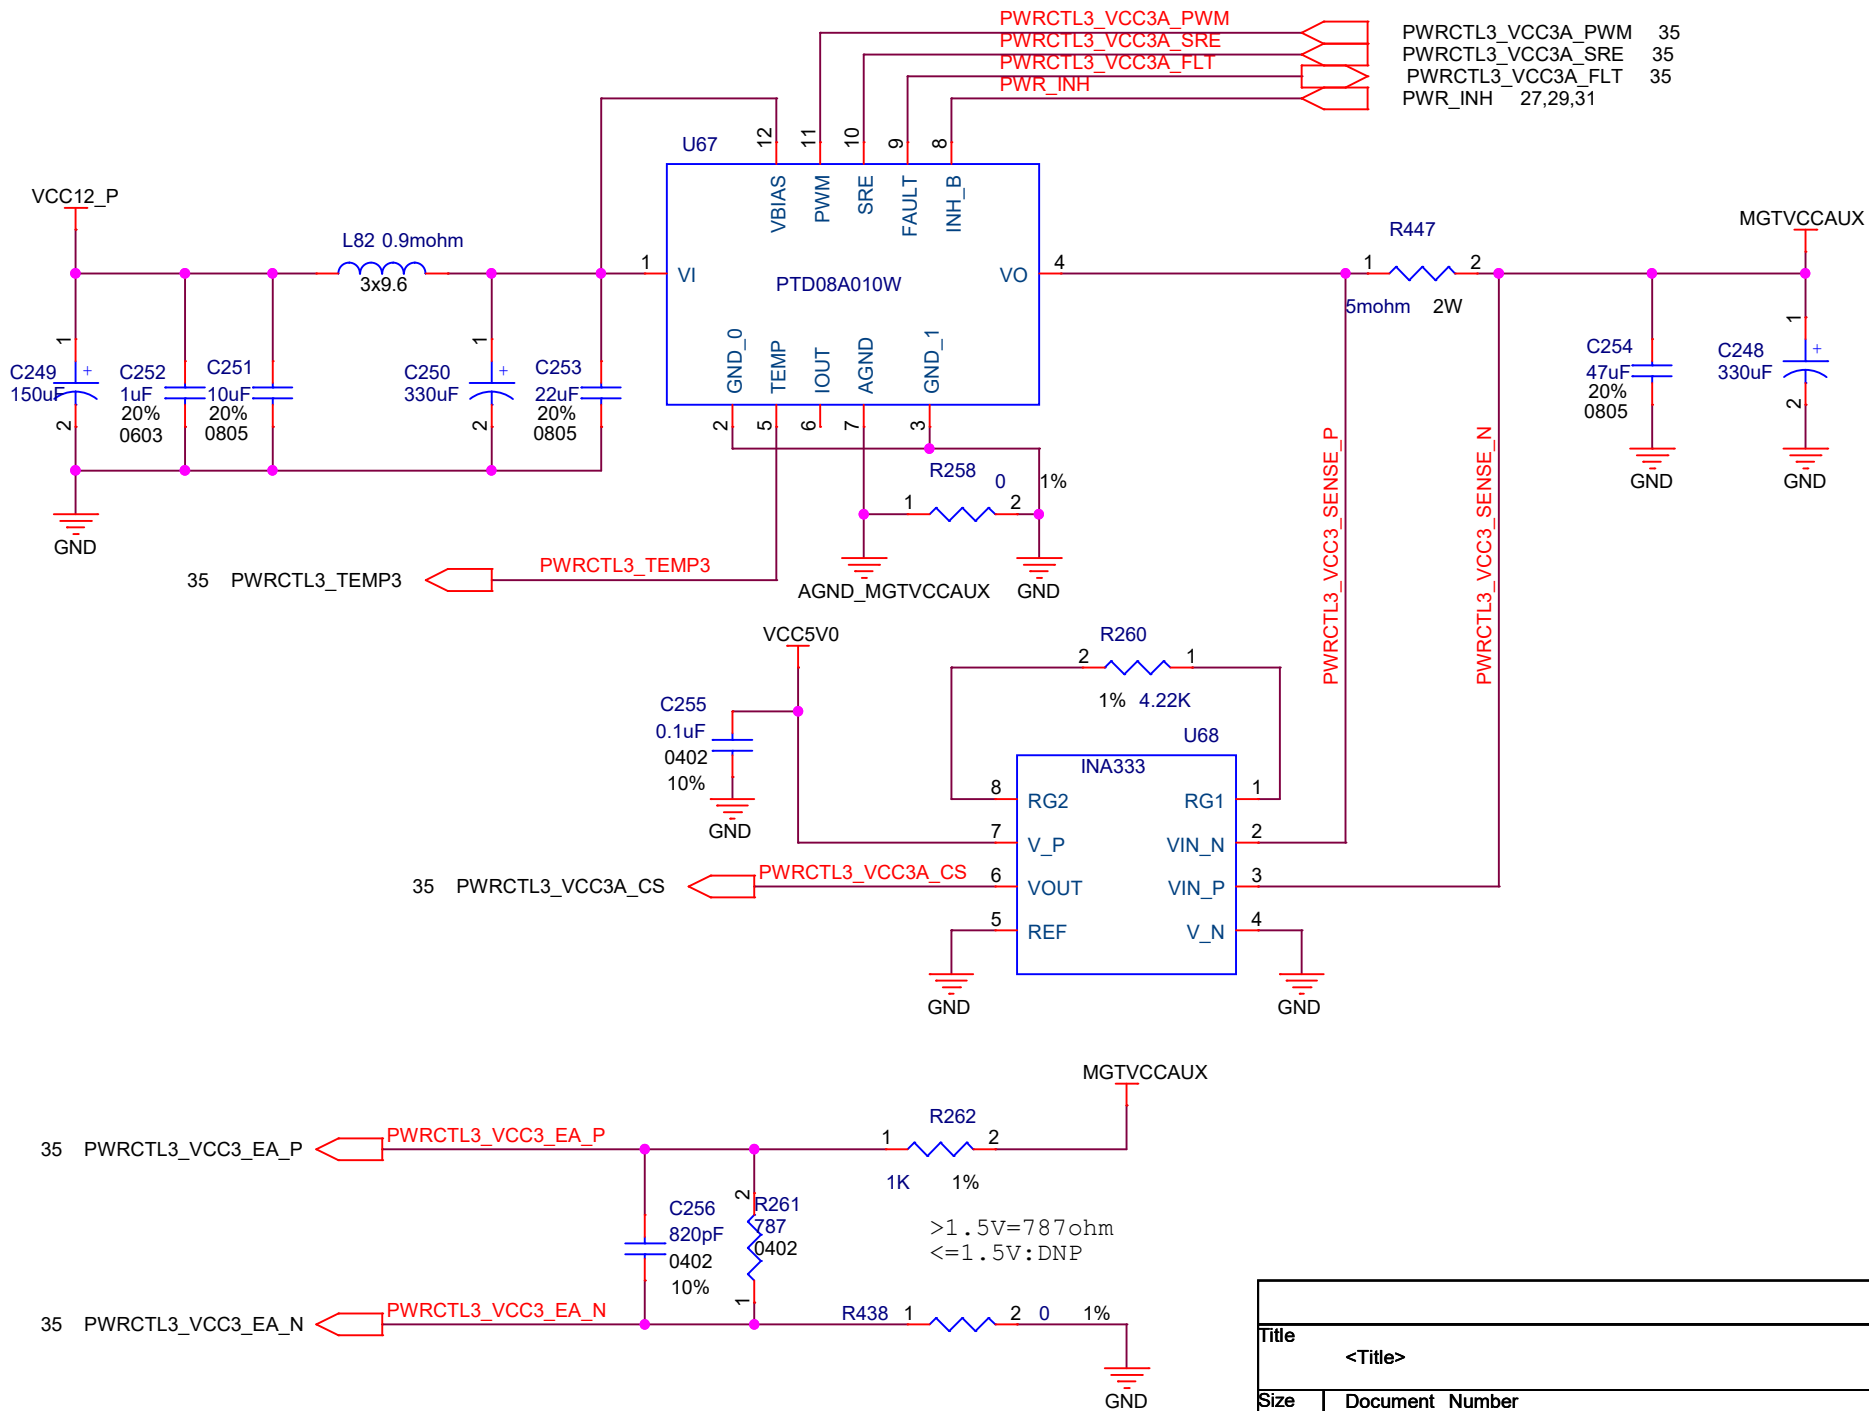 PWRCTL3_VCC3A_PWM
PWRCTL3_VCC3A_PWM 35
PWRCTL3_VCC3A_SRE
PWRCTL3_VCC3A_SRE 35
PWRCTL3_VCC3A_FLT
PWRCTL3_VCC3A_FLT 35
PWR_INH
PWR_INH 27,29,31
U67
12
11
10
9
8
VBIAS
PWM
SRE
FAULT
INH_B
VCC12_P
L82 0.9mohm
3x9.6
1
VI
PTD08A010W
VO
4
R447
1
2
5mohm 2W
MGTVCCAUX
GND_0
TEMP
IOUT
AGND
GND_1
2
5
6
7
3
1
C249
+
150uF
2
C252
1uF
20%
0603
C251
10uF
20%
0805
1
C250
+
330uF
2
C253
22uF
20%
0805
C254
47uF
20%
0805
1
C248
+
330uF
2
GND
GND
GND
R258
0
1%
1
2
35 PWRCTL3_TEMP3
PWRCTL3_TEMP3
AGND_MGTVCCAUX
GND
PWRCTL3_VCC3_SENSE_P
PWRCTL3_VCC3_SENSE_N
VCC5V0
R260
2
1
1% 4.22K
C255
0.1uF
0402
10%
GND
U68
INA333
8
RG2
RG1
1
7
V_P
VIN_N
2
35 PWRCTL3_VCC3A_CS
PWRCTL3_VCC3A_CS
6
VOUT
VIN_P
3
5
REF
V_N
4
GND
GND
MGTVCCAUX
35 PWRCTL3_VCC3_EA_P
PWRCTL3_VCC3_EA_P
R262
1
2
1K 1%
C256
820pF
0402
10%
2
R261
787
0402
1
>1.5V=787ohm
<=1.5V:DNP
35 PWRCTL3_VCC3_EA_N
PWRCTL3_VCC3_EA_N
R438
1
2
0
1%
GND
Title
<Title>
Size
Document Number